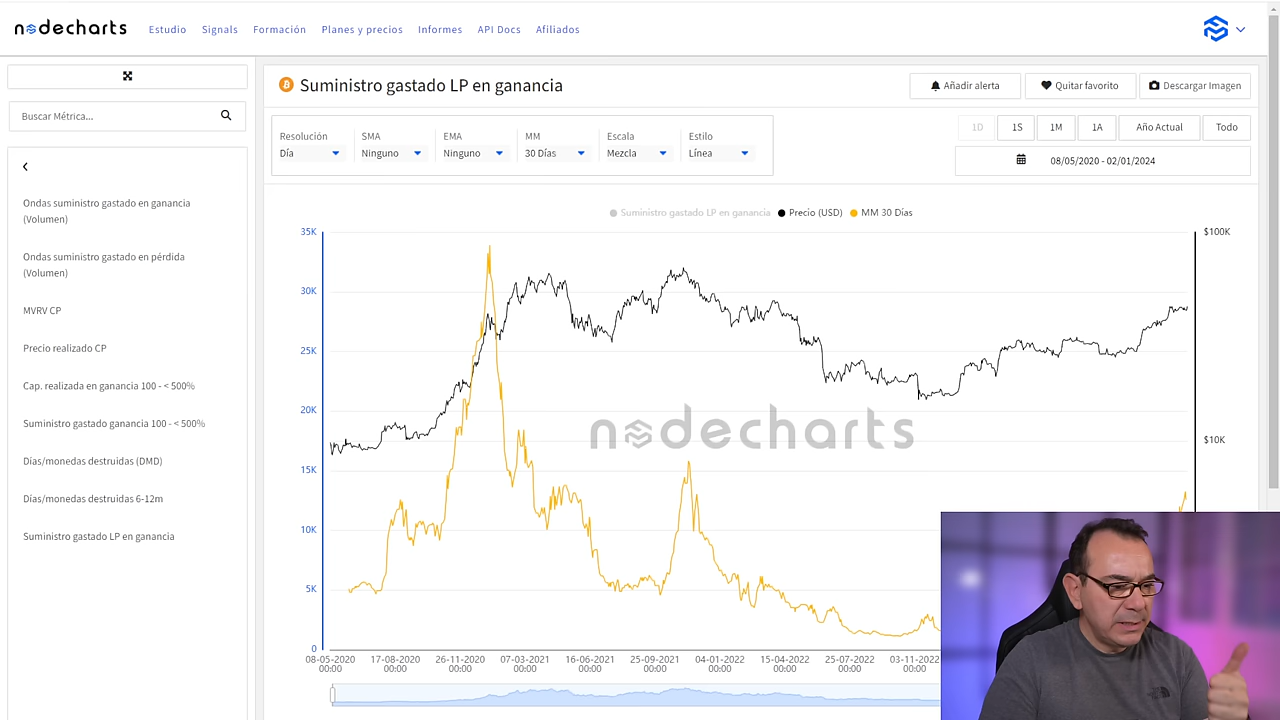 nodecharts
Estudio Signals Formación Planes y precios Informes API Docs Afiliados
Buscar Métrica...
Ondas suministro gastado en ganancia
(Volumen)
Ondas suministro gastado en pérdida
(Volumen)
MVRV CP
Precio realizado CP
Cap. realizada en ganancia 100 - < 500%
Suministro gastado ganancia 100 - < 500%
Días/monedas destruidas (DMD)
Días/monedas destruidas 6-12m
Suministro gastado LP en ganancia
Suministro gastado LP en ganancia
Añadir alerta Quitar favorito Descargar Imagen
Resolución SMA EMA MM Escala Estilo
Día Ninguno Ninguno 30 Días Mezcla Línea
1D 1S 1M 1A Año Actual Todo
08/05/2020 - 02/01/2024
Suministro gastado LP en ganancia Precio (USD) MM 30 Días
35K $100K
30K
25K
20K
nodecharts
$10K
15K
10K
5K
0
08-05-2020 17-08-2020 26-11-2020 07-03-2021 16-06-2021 25-09-2021 04-01-2022 15-04-2022 25-07-2022 03-11-2022
00:00 00:00 00:00 00:00 00:00 00:00 00:00 00:00 00:00 00:00